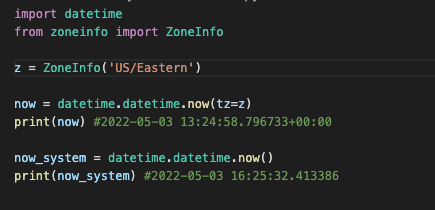 import datetime
from zoneinfo import ZoneInfo
z = ZoneInfo('US/Eastern')
now = datetime.datetime.now(tz=z)
print(now) #2022-05-03 13:24:58.796733+00:00
now_system = datetime.datetime.now()
print(now_system) #2022-05-03 16:25:32.413386